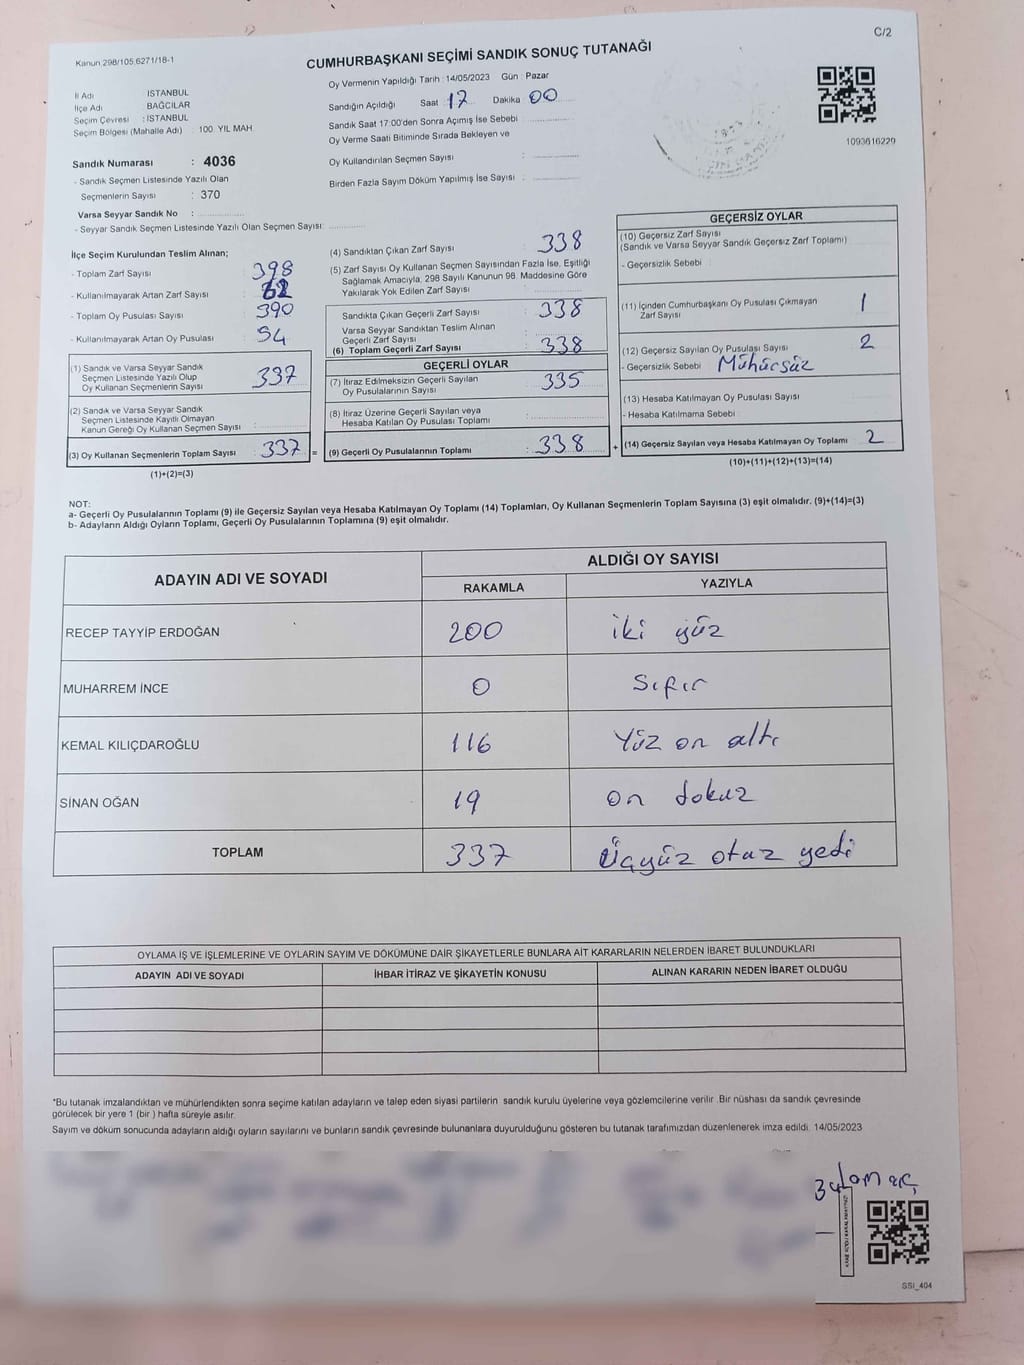 C/2
Kanun 298/105,6271/18-1
CUMHURBAŞKANI SEÇİMİ SANDIK SONUÇ TUTANAĞI
İl Adı İSTANBUL
İlçe Adı BAĞCILAR
Seçim Çevresi : İSTANBUL
Seçim Bölgesi (Mahalle Adı) 100. YIL MAH.
Oy Vermenin Yapıldığı Tarih : 14/05/2023 Gün : Pazar
Sandığın Açıldığı Saat 17 Dakika 00
Sandık Saat 17:00'den Sonra Açımış İse Sebebi
Oy Verme Saati Bitiminde Sırada Bekleyen ve
Oy Kullandırılan Seçmen Sayısı :
Birden Fazla Sayım Döküm Yapılmış İse Sayısı :
1093616220
Sandık Numarası : 4036
- Sandık Seçmen Listesinde Yazılı Olan
Seçmenlerin Sayısı : 370
Varsa Seyyar Sandık No :
- Seyyar Sandık Seçmen Listesinde Yazılı Olan Seçmen Sayısı:
İlçe Seçim Kurulundan Teslim Alınan;
- Toplam Zarf Sayısı 398
- Kullanılmayarak Artan Zarf Sayısı
- Toplam Oy Pusulası Sayısı 390
- Kullanılmayarak Artan Oy Pusulası 54
(1) Sandık ve Varsa Seyyar Sandık
Seçmen Listesinde Yazılı Olup
Oy Kullanan Seçmenlerin Sayısı 337
(2) Sandık ve Varsa Seyyar Sandık
Seçmen Listesinde Kayıtlı Olmayan
Kanun Gereği Oy Kullanan Seçmen Sayısı :
(3) Oy Kullanan Seçmenlerin Toplam Sayısı : 337 =
(1)+(2)=(3)
(4) Sandıktan Çıkan Zarf Sayısı : 338
(5) Zarf Sayısı Oy Kullanan Seçmen Sayısından Fazla İse, Eşitliği
Sağlamak Amacıyla, 298 Sayılı Kanunun 98. Maddesine Göre
Yakılarak Yok Edilen Zarf Sayısı :
Sandıkta Çıkan Geçerli Zarf Sayısı : 338
Varsa Seyyar Sandıktan Teslim Alınan
Geçerli Zarf Sayısı
(6) Toplam Geçerli Zarf Sayısı : 338
GEÇERLİ OYLAR
(7) İtiraz Edilmeksizin Geçerli Sayılan
Oy Pusulalarının Sayısı : 335
(8) İtiraz Üzerine Geçerli Sayılan veya
Hesaba Katılan Oy Pusulası Toplamı :
(9) Geçerli Oy Pusulalarının Toplamı : 338 +
GEÇERSİZ OYLAR
(10) Geçersiz Zarf Sayısı
(Sandık ve Varsa Seyyar Sandık Geçersiz Zarf Toplamı)
- Geçersizlik Sebebi :
(11) İçinden Cumhurbaşkanı Oy Pusulası Çıkmayan
Zarf Sayısı 1
(12) Geçersiz Sayılan Oy Pusulası Sayısı 2
- Geçersizlik Sebebi : Mühürsüz
(13) Hesaba Katılmayan Oy Pusulası Sayısı
- Hesaba Katılmama Sebebi :
(14) Geçersiz Sayılan veya Hesaba Katılmayan Oy Toplamı 2
(10)+(11)+(12)+(13)=(14)
NOT:
a- Geçerli Oy Pusulalarının Toplamı (9) ile Geçersiz Sayılan veya Hesaba Katılmayan Oy Toplamı (14) Toplamları, Oy Kullanan Seçmenlerin Toplam Sayısına (3) eşit olmalıdır. (9)+(14)=(3)
b- Adayların Aldığı Oyların Toplamı, Geçerli Oy Pusulalarının Toplamına (9) eşit olmalıdır.
ADAYIN ADI VE SOYADI ALDIĞI OY SAYISI
RAKAMLA YAZIYLA
RECEP TAYYİP ERDOĞAN 200 iki yüz
MUHARREM İNCE 0 Sıfır
KEMAL KILIÇDAROĞLU 116 Yüz on altı
SİNAN OĞAN 19 on dokuz
TOPLAM 337 Üçyüz otuz yedi
OYLAMA İŞ VE İŞLEMLERİNE VE OYLARIN SAYIM VE DÖKÜMÜNE DAİR ŞİKAYETLERLE BUNLARA AİT KARARLARIN NELERDEN İBARET BULUNDUKLARI
ADAYIN ADI VE SOYADI İHBAR İTİRAZ VE ŞİKAYETİN KONUSU ALINAN KARARIN NEDEN İBARET OLDUĞU
*Bu tutanak imzalandıktan ve mühürlendikten sonra seçime katılan adayların ve talep eden siyasi partilerin sandık kurulu üyelerine veya gözlemcilerine verilir. Bir nüshası da sandık çevresinde
görülecek bir yere 1 (bir ) hafta süreyle asılır.
Sayım ve döküm sonucunda adayların aldığı oyların sayılarını ve bunların sandık çevresinde bulunanlara duyurulduğunu gösteren bu tutanak tarafımızdan düzenlenerek imza edildi. 14/05/2023
SSI_404